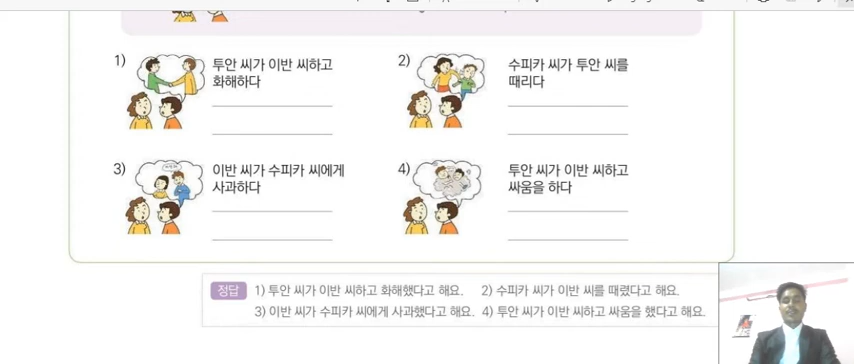 1) 투안 씨가 이반 씨하고
화해하다
2) 수피카 씨가 투안 씨를
때리다
3) 이반 씨가 수피카 씨에게
사과하다
4) 투안 씨가 이반 씨하고
싸움을 하다
정답 1) 투안 씨가 이반 씨하고 화해했다고 해요. 2) 수피카 씨가 이반 씨를 때렸다고 해요.
3) 이반 씨가 수피카 씨에게 사과했다고 해요. 4) 투안 씨가 이반 씨하고 싸움을 했다고 해요.